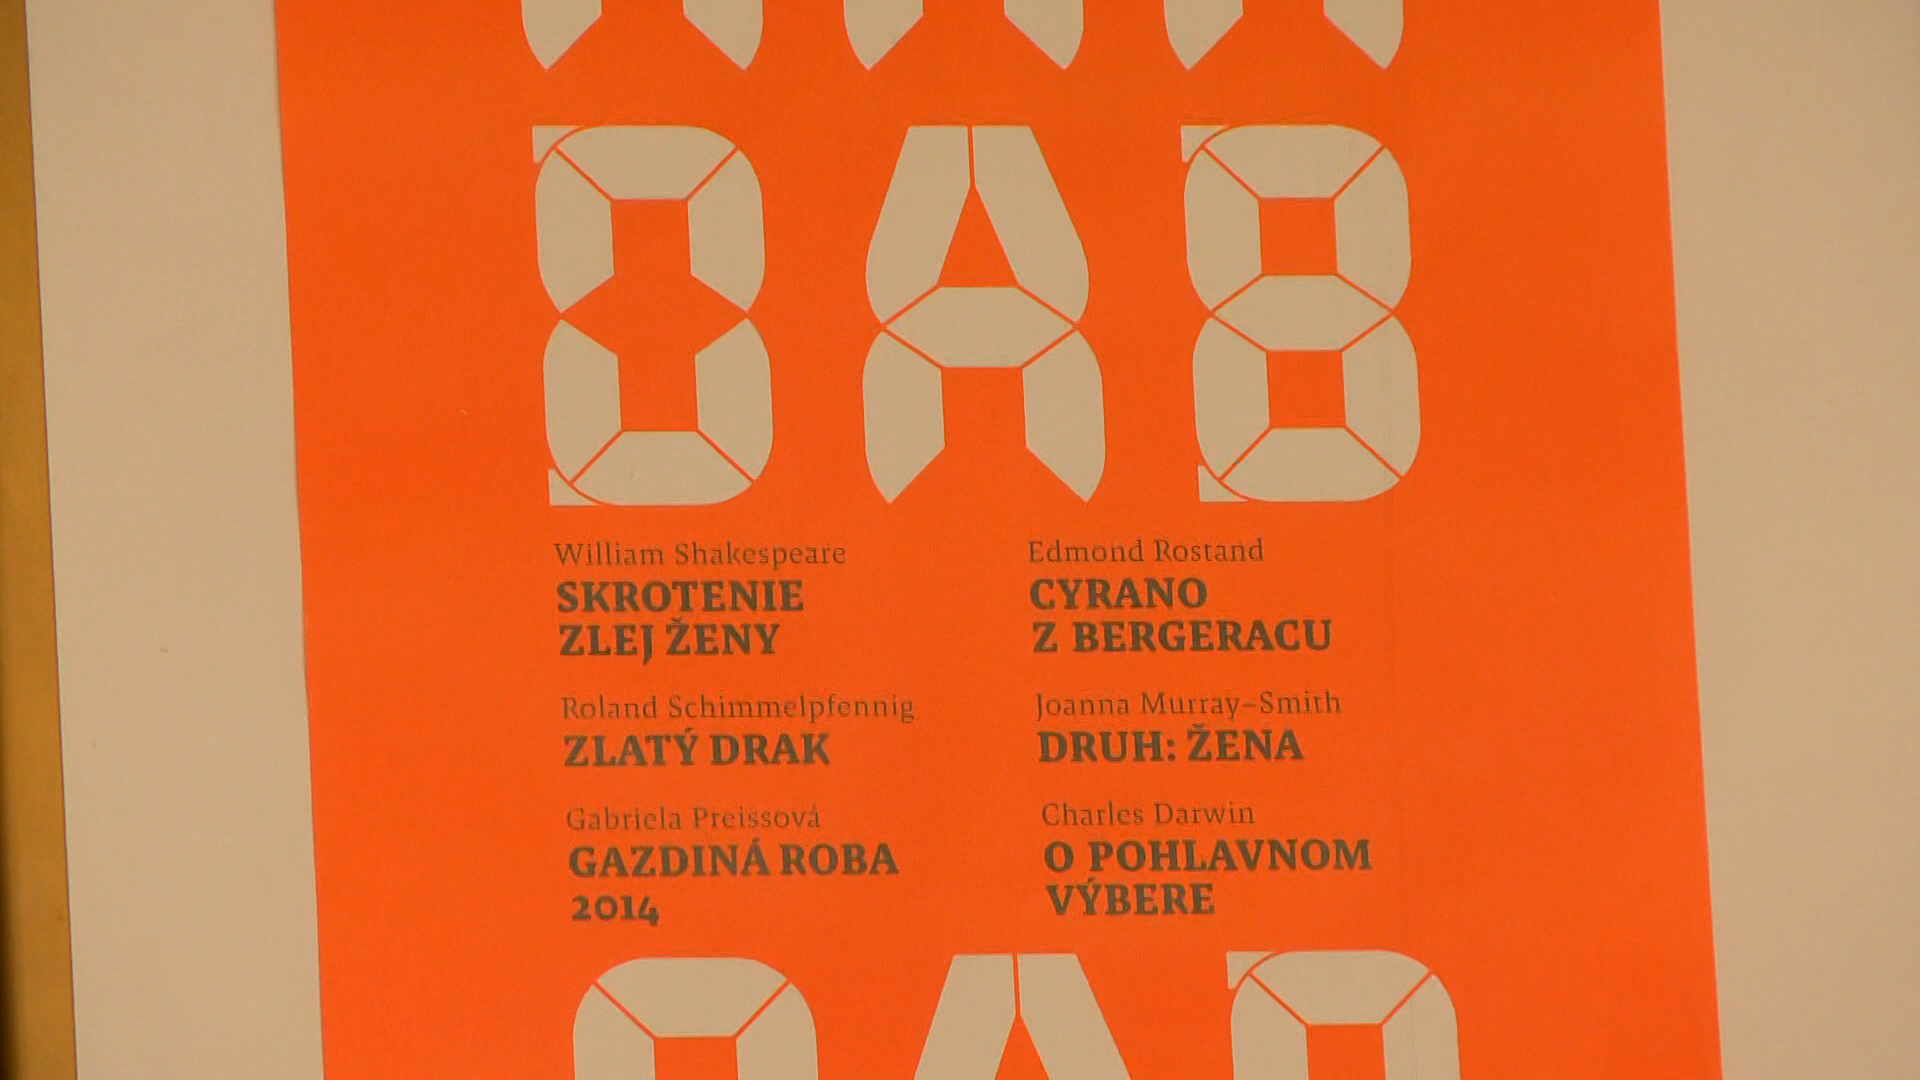 DAB
William Shakespeare
SKROTENIE
ZLEJ ŽENY
Roland Schimmelpfennig
ZLATÝ DRAK
Gabriela Preissová
GAZDINÁ ROBA
2014
Edmond Rostand
CYRANO
Z BERGERACU
Joanna Murray–Smith
DRUH: ŽENA
Charles Darwin
O POHLAVNOM
VÝBERE